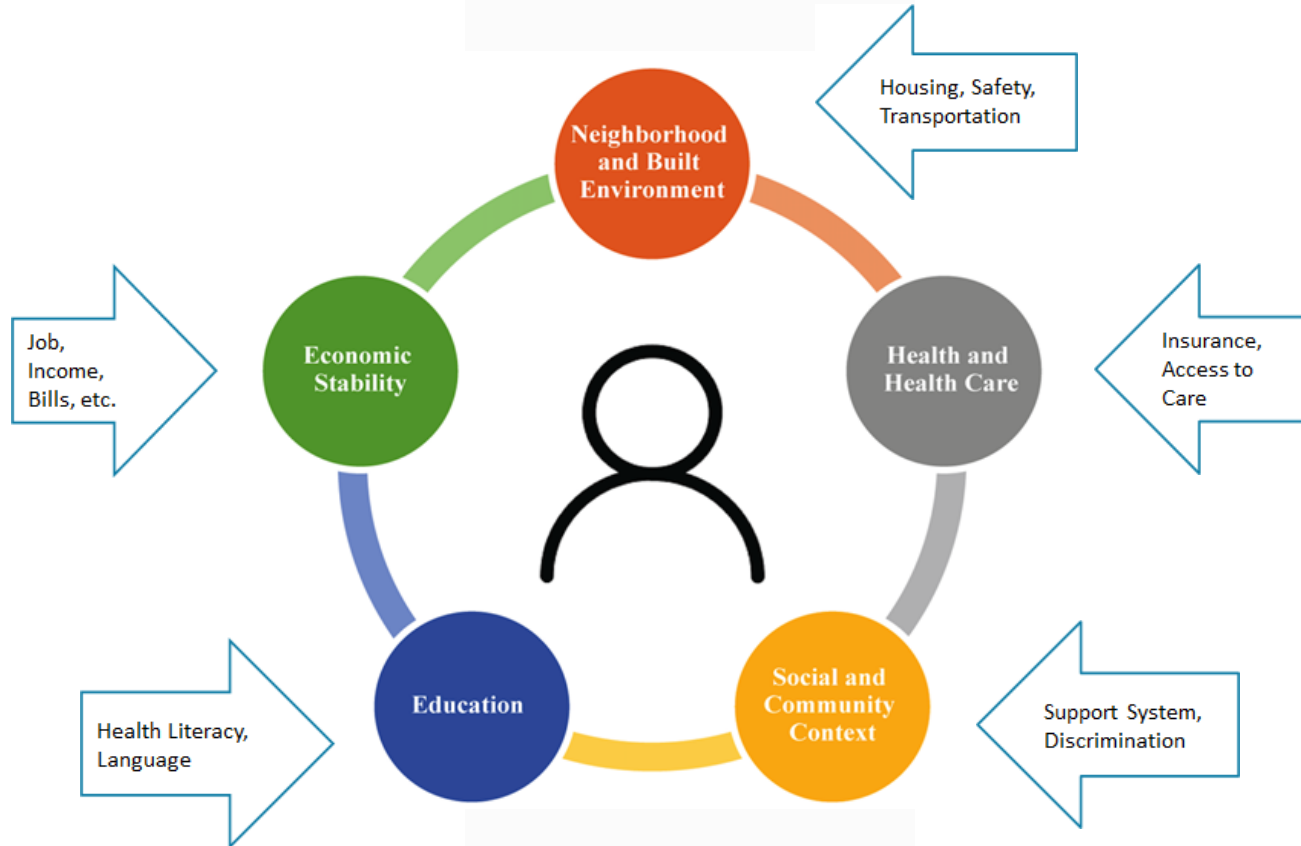 Neighborhood
and Built
Environment
Housing, Safety,
Transportation
Job,
Income,
Bills, etc.
Economic
Stability
Health and
Health Care
Insurance,
Access to
Care
Health Literacy,
Language
Education
Social and
Community
Context
Support System,
Discrimination